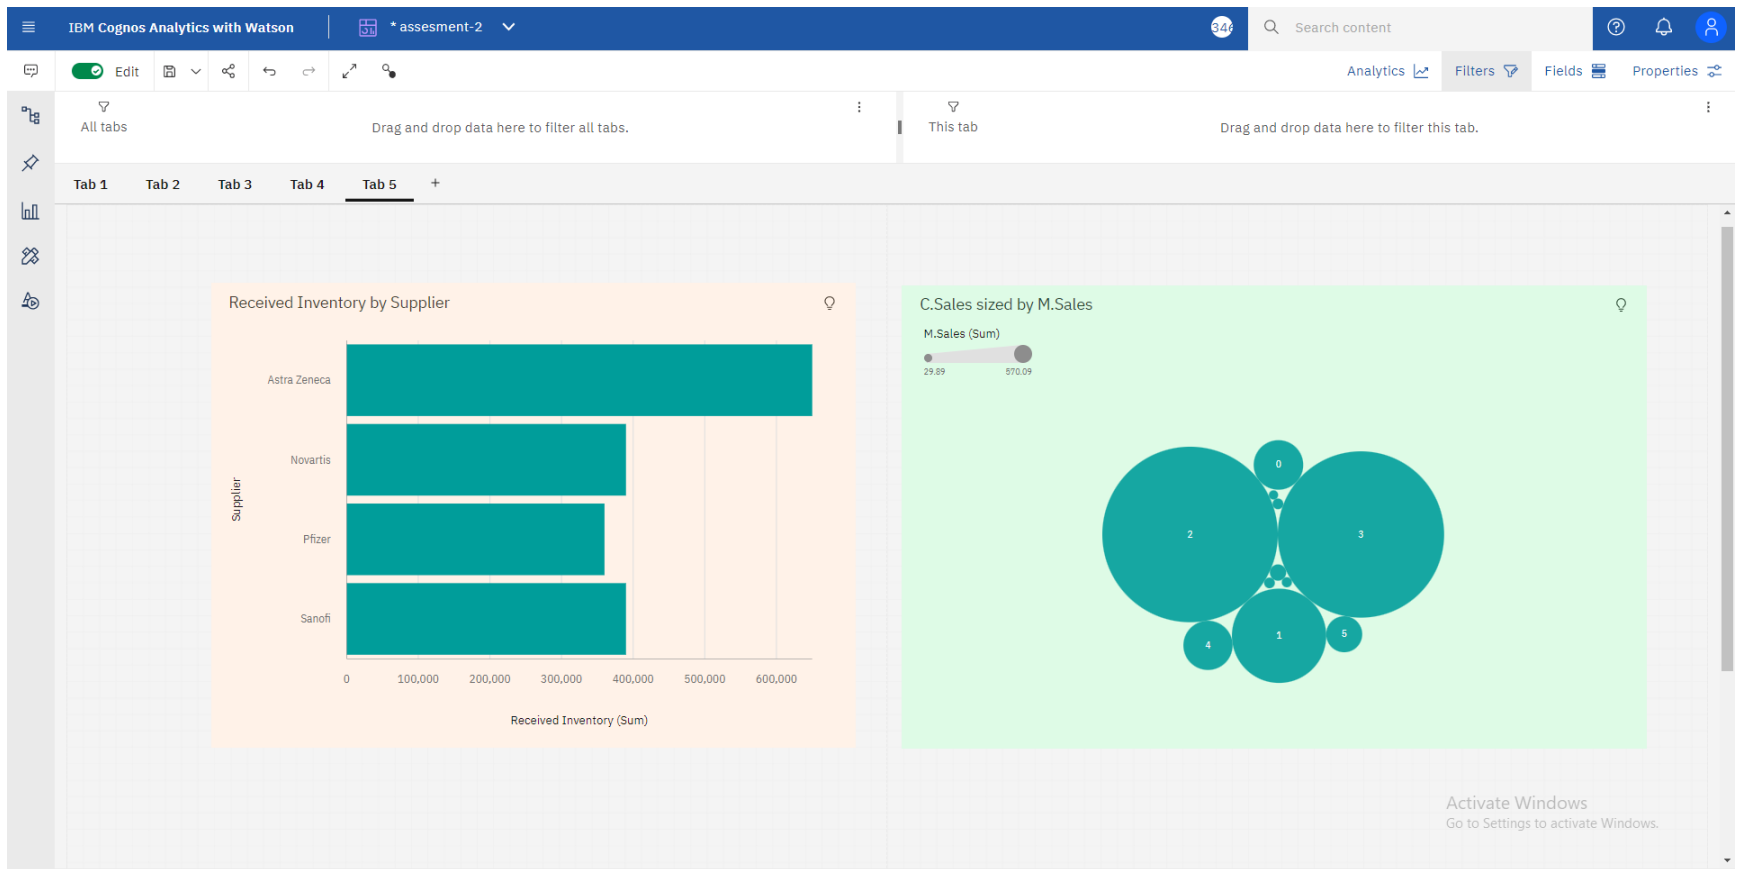 IBM Cognos Analytics with Watson
* assesment-2
346
Search content
Edit
Analytics
Filters
Fields
Properties
All tabs
Drag and drop data here to filter all tabs.
This tab
Drag and drop data here to filter this tab.
Tab 1
Tab 2
Tab 3
Tab 4
Tab 5
+
Received Inventory by Supplier
Supplier
Astra Zeneca
Novartis
Pfizer
Sanofi
0
100,000
200,000
300,000
400,000
500,000
600,000
Received Inventory (Sum)
C.Sales sized by M.Sales
M.Sales (Sum)
29.89
670.09
0
2
3
1
4
5
Activate Windows
Go to Settings to activate Windows.